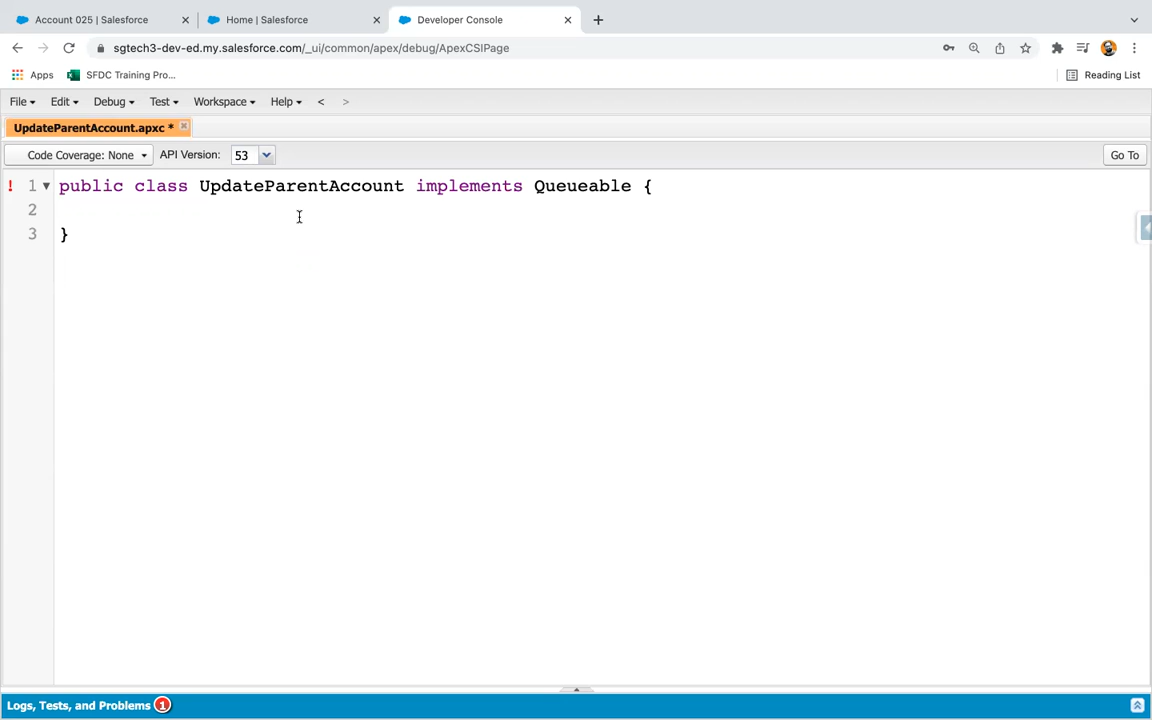 Account 025 | Salesforce
Home | Salesforce
Developer Console
sgtech3-dev-ed.my.salesforce.com/_ui/common/apex/debug/ApexCSIPage
Apps
SFDC Training Pro...
Reading List
File Edit Debug Test Workspace Help < >
UpdateParentAccount.apxc *
Code Coverage: None
API Version: 53
Go To
! 1 public class UpdateParentAccount implements Queueable {
2
3 }
Logs, Tests, and Problems 1